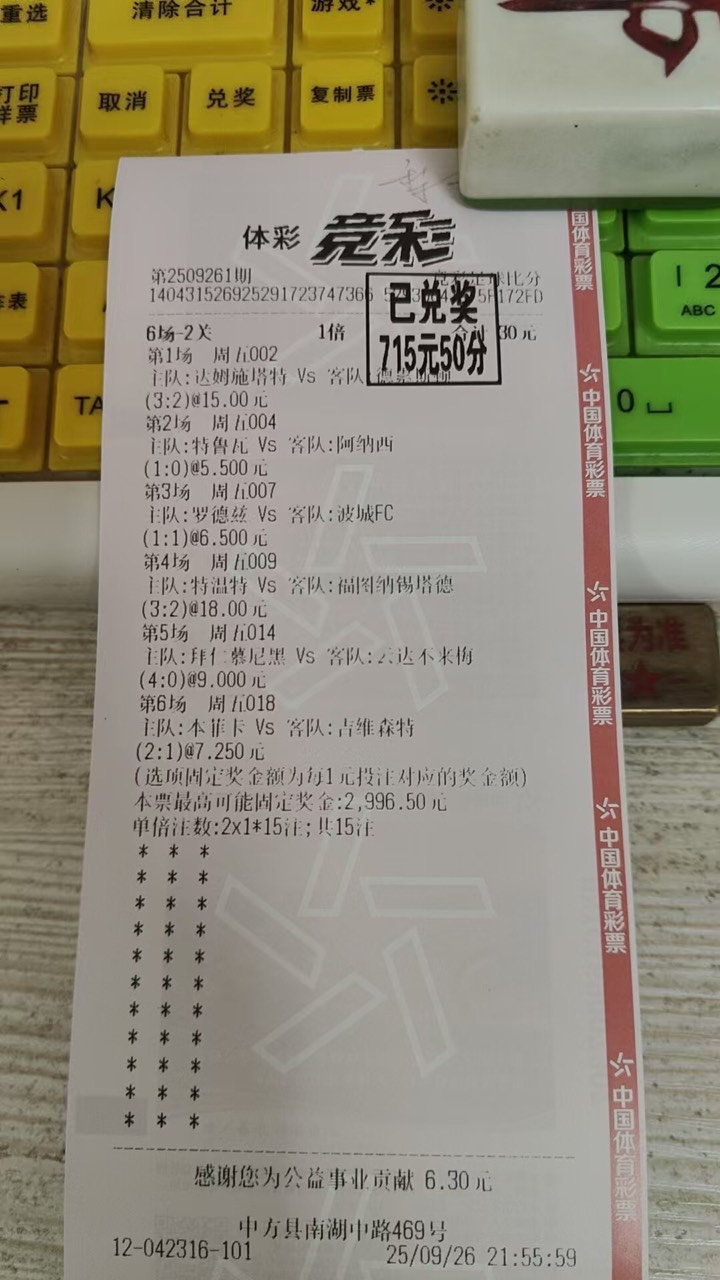 重选
清除合计
游戏*
打印
样票
取消
兑奖
复制票
体彩 竞彩
第2509261期
竞彩足球比分
已兑奖
715元50分
6场-2关 1倍 合计 30元
第1场 周五002
主队:达姆施塔特 Vs 客队:
(3:2)@15.00元
第2场 周五004
主队:特鲁瓦 Vs 客队:阿纳西
(1:0)@5.500元
第3场 周五007
主队:罗德兹 Vs 客队:波城FC
(1:1)@6.500元
第4场 周五009
主队:特温特 Vs 客队:福图纳锡塔德
(3:2)@18.00元
第5场 周五014
主队:拜仁慕尼黑 Vs 客队:云达不来梅
(4:0)@9.000元
第6场 周五018
主队:本菲卡 Vs 客队:吉维森特
(2:1)@7.250元
(选项固定奖金额为每1元投注对应的奖金额)
本票最高可能固定奖金:2,996.50元
单倍注数:2x1*15注;共15注
* * *
* * *
* * *
* * *
* * *
* * *
* * *
* * *
* * *
* * *
* * *
感谢您为公益事业贡献 6.30元
中方县南湖中路469号
12-042316-101 25/09/26 21:55:59
国体育彩票
中国体育彩票
中国体育彩票
中国体育彩票
中国体育彩票
K1
TA
1 2
ABC
0
为准